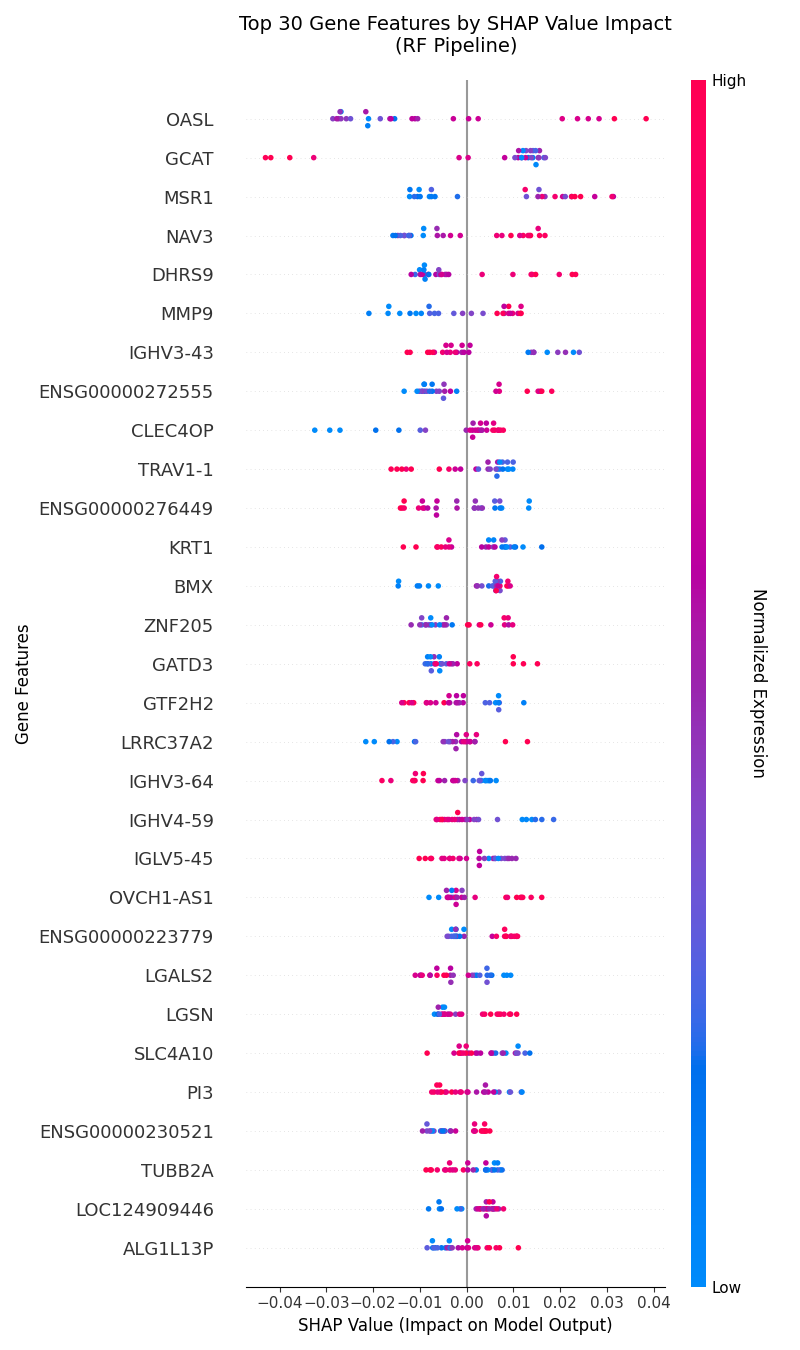 Top 30 Gene Features by SHAP Value Impact
(RF Pipeline)
High
OASL
GCAT
MSR1
NAV3
DHRS9
MMP9
IGHV3-43
ENSG00000272555
CLEC4OP
TRAV1-1
ENSG00000276449
KRT1
BMX
ZNF205
GATD3
GTF2H2
LRRC37A2
IGHV3-64
IGHV4-59
IGLV5-45
OVCH1-AS1
ENSG00000223779
LGALS2
LGSN
SLC4A10
PI3
ENSG00000230521
TUBB2A
LOC124909446
ALG1L13P
Gene Features
Normalized Expression
Low
−0.04 −0.03 −0.02 −0.01 0.00 0.01 0.02 0.03 0.04
SHAP Value (Impact on Model Output)